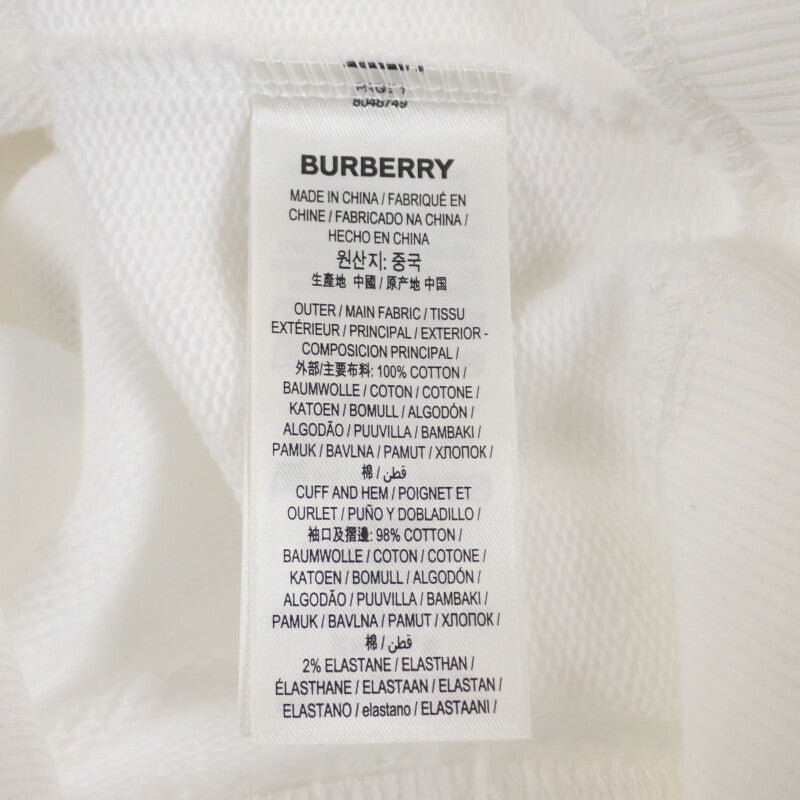 8048749
BURBERRY
MADE IN CHINA / FABRIQUÉ EN
CHINE / FABRICADO NA CHINA /
HECHO EN CHINA
원산지: 중국
生產地 中國 / 原产地 中国
OUTER / MAIN FABRIC / TISSU
EXTÉRIEUR / PRINCIPAL / EXTERIOR -
COMPOSICION PRINCIPAL /
外部/主要布料: 100% COTTON /
BAUMWOLLE / COTON / COTONE /
KATOEN / BOMULL / ALGODÓN /
ALGODÃO / PUUVILLA / BAMBAKI /
PAMUK / BAVLNA / PAMUT / ХЛОПОК /
棉 / قطن
CUFF AND HEM / POIGNET ET
OURLET / PUÑO Y DOBLADILLO /
袖口及摺邊: 98% COTTON /
BAUMWOLLE / COTON / COTONE /
KATOEN / BOMULL / ALGODÓN /
ALGODÃO / PUUVILLA / BAMBAKI /
PAMUK / BAVLNA / PAMUT / ХЛОПОК /
棉 / قطن
2% ELASTANE / ELASTHAN /
ÉLASTHANE / ELASTAAN / ELASTAN /
ELASTANO / elastano / ELASTAANI /